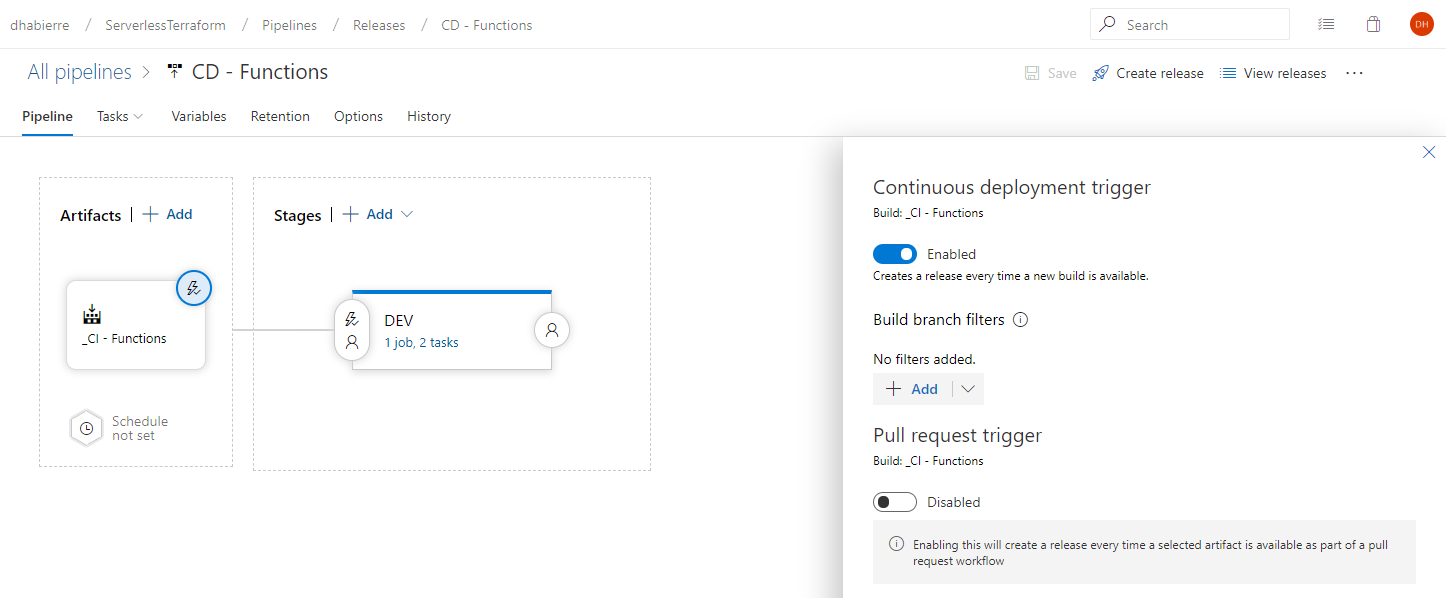 dhabierre / ServerlessTerraform / Pipelines / Releases / CD - Functions
Search
DH
All pipelines > CD - Functions
Save
Create release
View releases
...
Pipeline Tasks Variables Retention Options History
Artifacts | + Add
_CI - Functions
Schedule
not set
Stages | + Add
DEV
1 job, 2 tasks
Continuous deployment trigger
Build: _CI - Functions
Enabled
Creates a release every time a new build is available.
Build branch filters
No filters added.
+ Add
Pull request trigger
Build: _CI - Functions
Disabled
Enabling this will create a release every time a selected artifact is available as part of a pull
request workflow